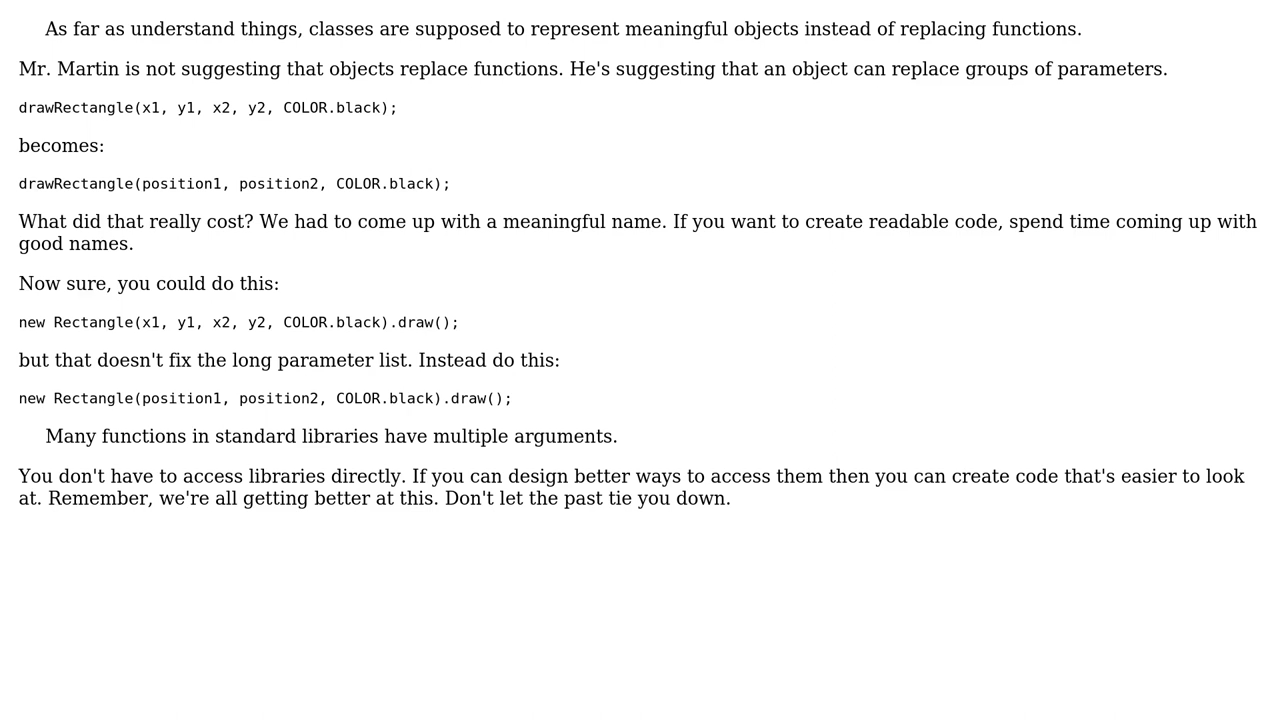 As far as understand things, classes are supposed to represent meaningful objects instead of replacing functions.
Mr. Martin is not suggesting that objects replace functions. He's suggesting that an object can replace groups of parameters.
drawRectangle(x1, y1, x2, y2, COLOR.black);
becomes:
drawRectangle(position1, position2, COLOR.black);
What did that really cost? We had to come up with a meaningful name. If you want to create readable code, spend time coming up with
good names.
Now sure, you could do this:
new Rectangle(x1, y1, x2, y2, COLOR.black).draw();
but that doesn't fix the long parameter list. Instead do this:
new Rectangle(position1, position2, COLOR.black).draw();
Many functions in standard libraries have multiple arguments.
You don't have to access libraries directly. If you can design better ways to access them then you can create code that's easier to look
at. Remember, we're all getting better at this. Don't let the past tie you down.